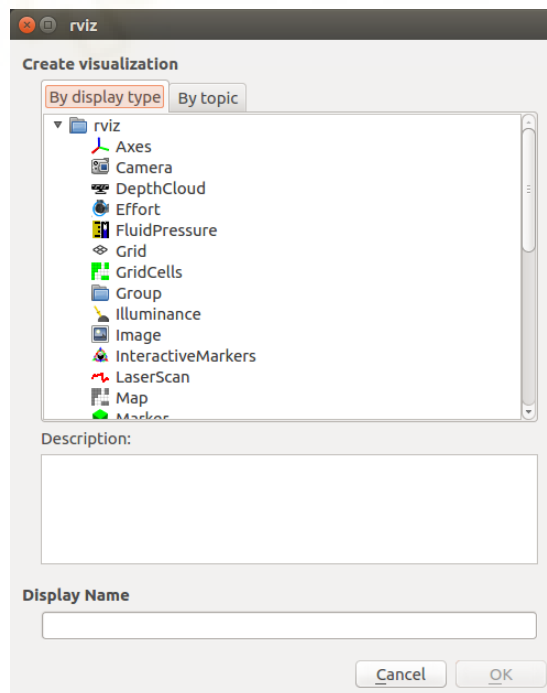 rviz
Create visualization
By display type By topic
rviz
Axes
Camera
DepthCloud
Effort
FluidPressure
Grid
GridCells
Group
Illuminance
Image
InteractiveMarkers
LaserScan
Map
Marker
Description:
Display Name
Cancel OK